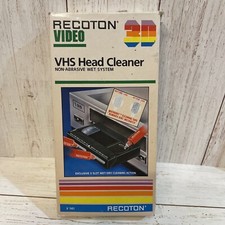 RECOTON®
VIDEO
3D
VHS Head Cleaner
NON-ABRASIVE WET SYSTEM
RECOTON®